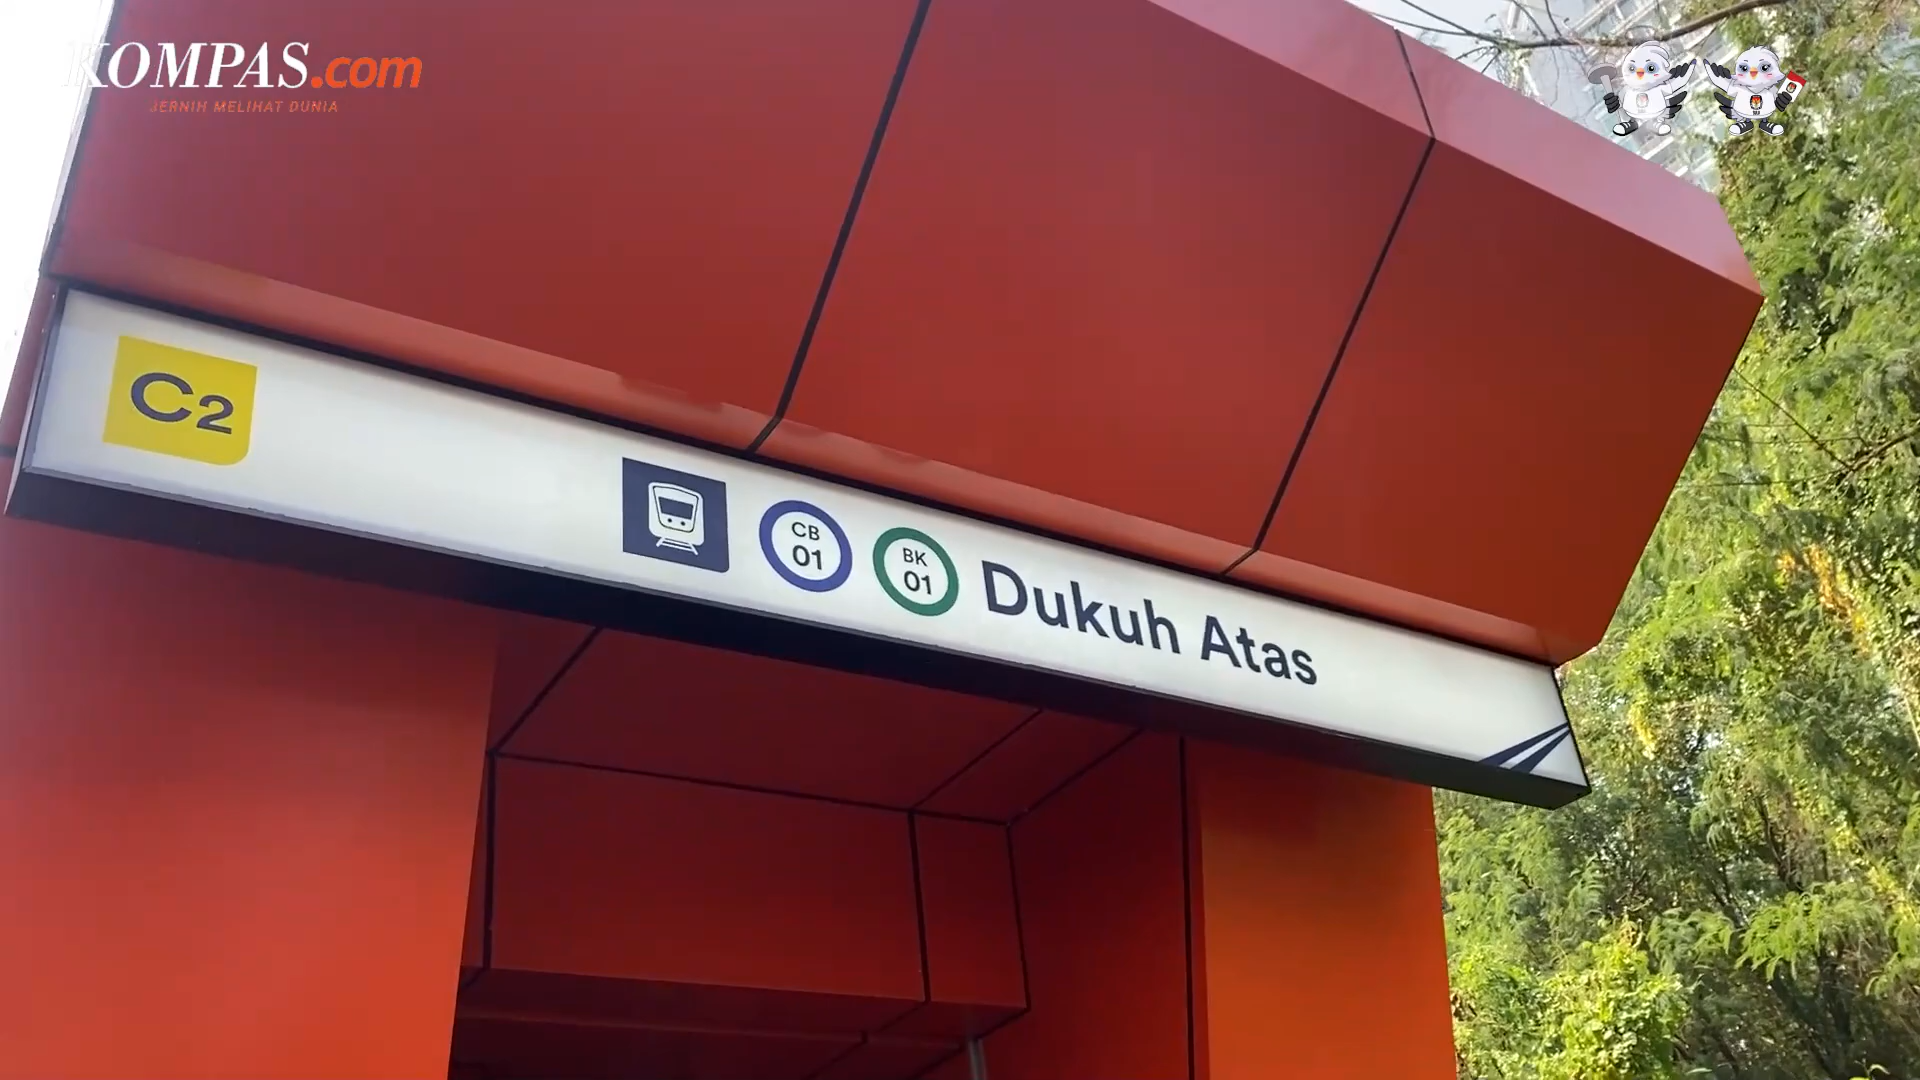 KOMPAS.com
JERNIH MELIHAT DUNIA
C2
CB
01
BK
01
Dukuh Atas